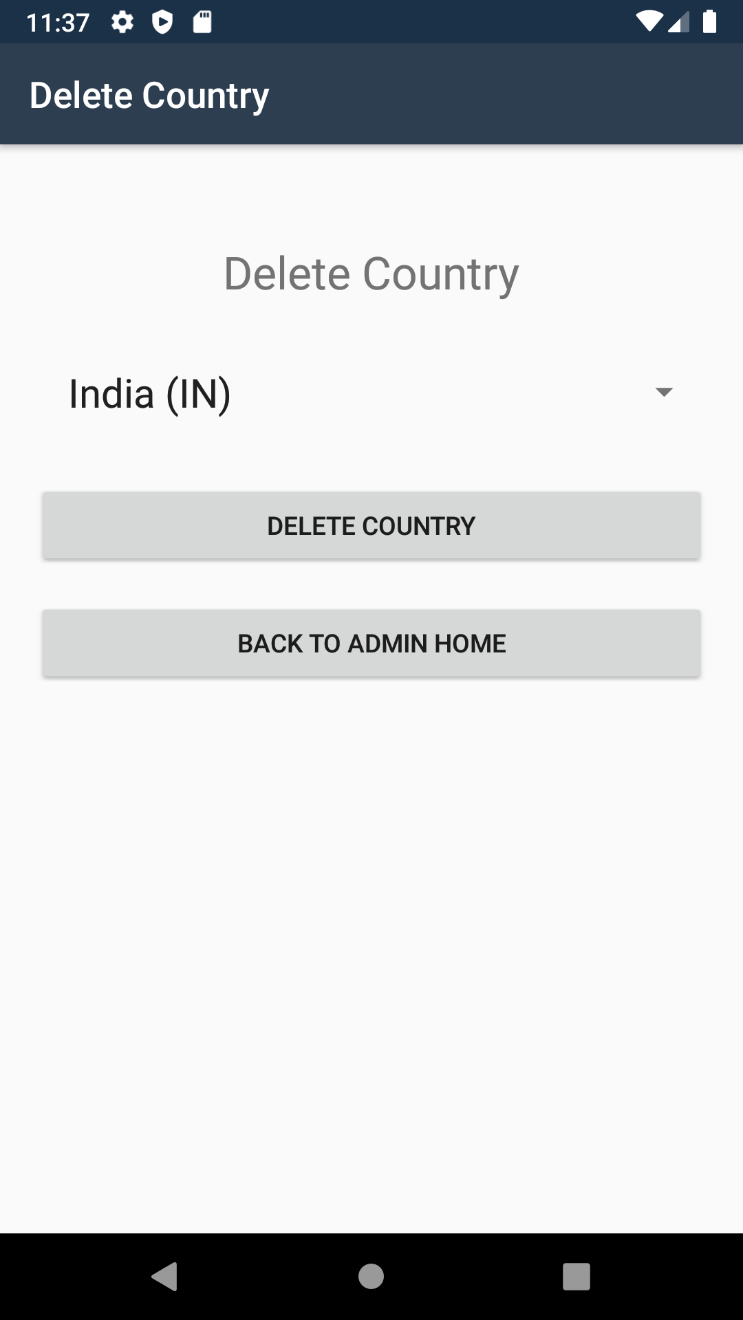 11:37
Delete Country
Delete Country
India (IN)
DELETE COUNTRY
BACK TO ADMIN HOME